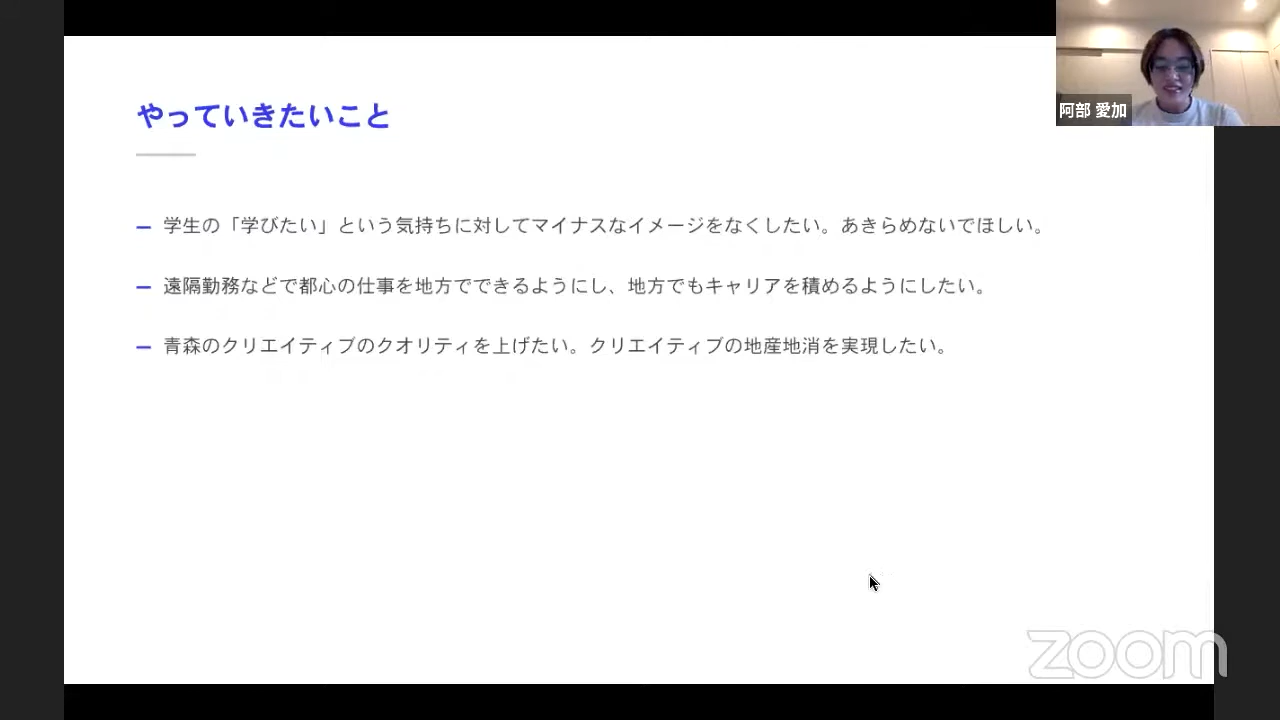 やっていきたいこと
阿部 愛加
— 学生の「学びたい」という気持ちに対してマイナスなイメージをなくしたい。あきらめないでほしい。
— 遠隔勤務などで都心の仕事を地方でできるようにし、地方でもキャリアを積めるようにしたい。
— 青森のクリエイティブのクオリティを上げたい。クリエイティブの地産地消を実現したい。
zoom